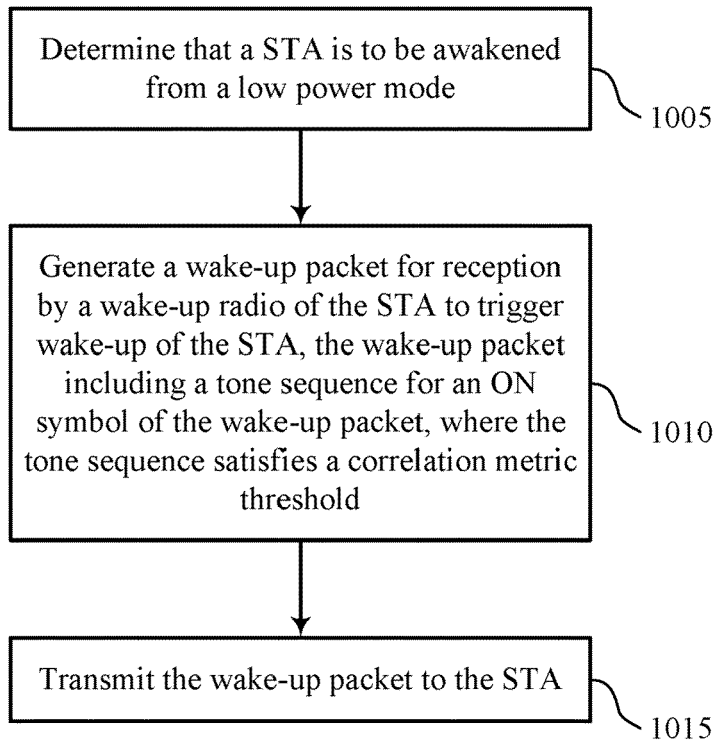 Determine that a STA is to be awakened
from a low power mode
1005
Generate a wake-up packet for reception
by a wake-up radio of the STA to trigger
wake-up of the STA, the wake-up packet
including a tone sequence for an ON
symbol of the wake-up packet, where the
tone sequence satisfies a correlation metric
threshold
1010
Transmit the wake-up packet to the STA
1015